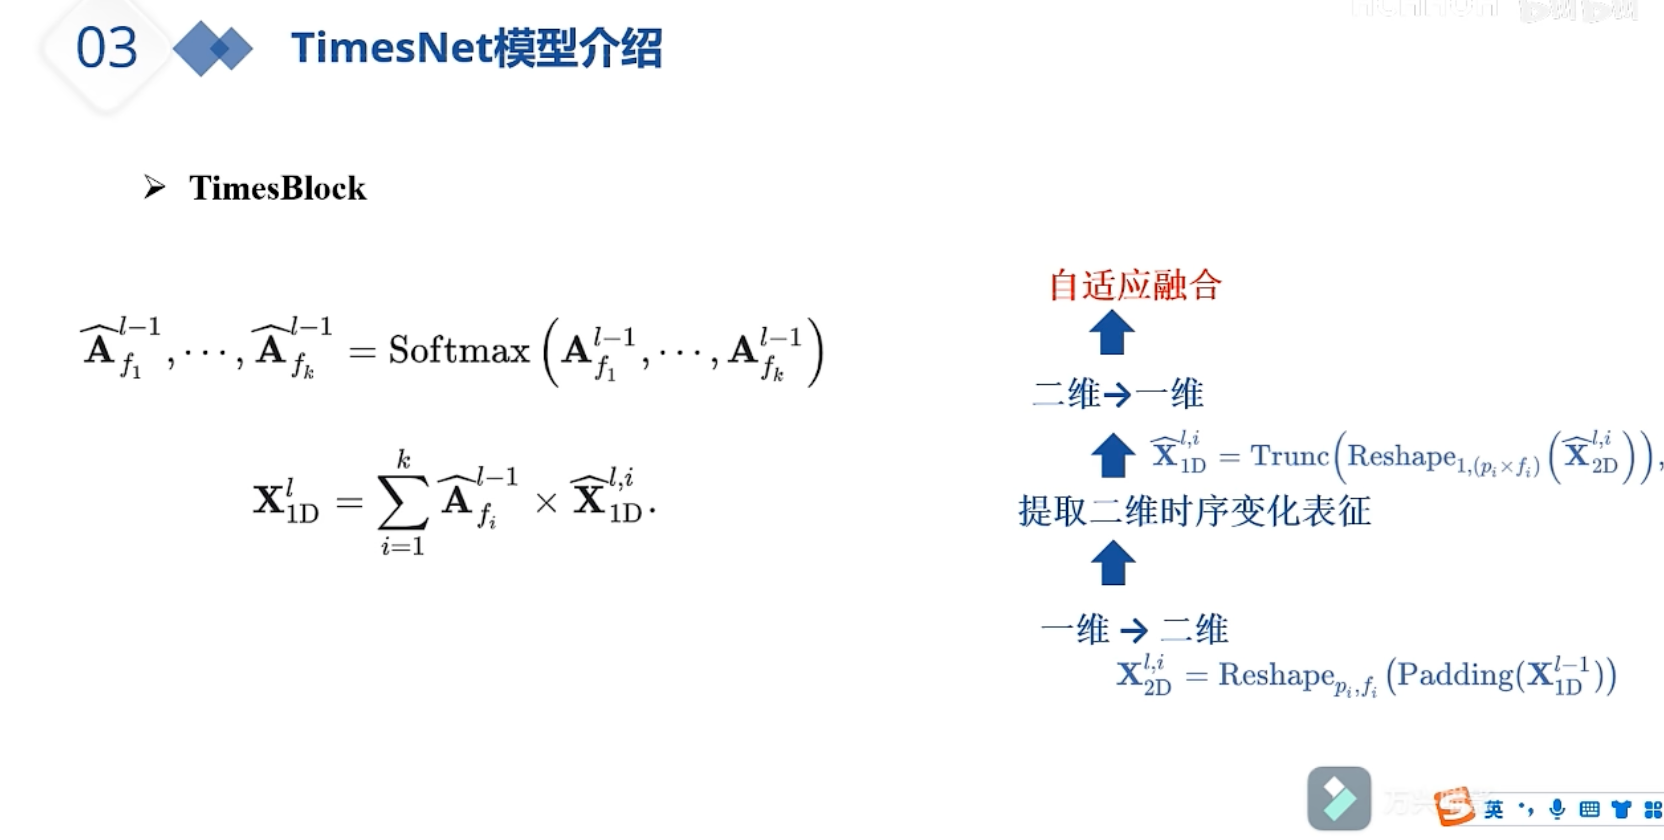 03 TimesNet模型介绍
➢ TimesBlock
$\widehat{\mathbf{A}}_{f_1}^{l-1}, \cdots, \widehat{\mathbf{A}}_{f_k}^{l-1} = \text{Softmax}\left(\mathbf{A}_{f_1}^{l-1}, \cdots, \mathbf{A}_{f_k}^{l-1}\right)$
$\mathbf{X}_{1D}^{l} = \sum_{i=1}^{k} \widehat{\mathbf{A}}_{f_i}^{l-1} \times \widehat{\mathbf{X}}_{1D}^{l,i}.$
自适应融合
二维→一维
$\widehat{\mathbf{X}}_{1D}^{l,i} = \text{Trunc}\left(\text{Reshape}_{1,(p_i \times f_i)}\left(\widehat{\mathbf{X}}_{2D}^{l,i}\right)\right),$
提取二维时序变化表征
一维→二维
$\mathbf{X}_{2D}^{l,i} = \text{Reshape}_{p_i,f_i}\left(\text{Padding}(\mathbf{X}_{1D}^{l-1})\right)$
英